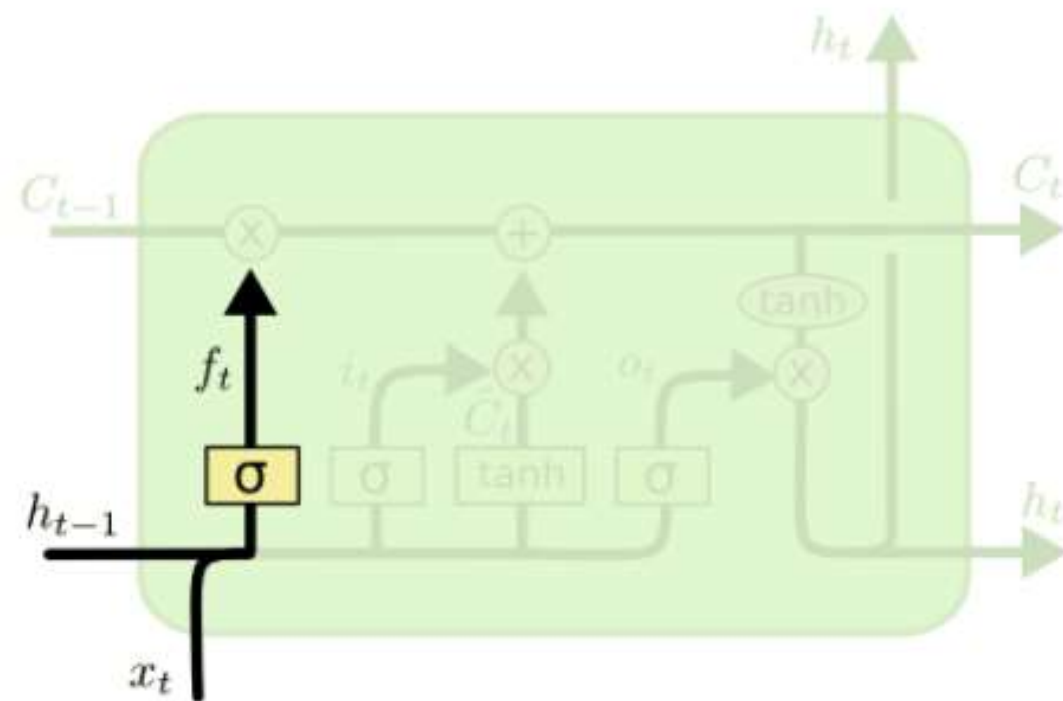 h_t
C_{t-1}
C_t
×
+
tanh
f_t
i_t
×
o_t
×
C̃_t
σ
σ
tanh
σ
h_{t-1}
h_t
x_t